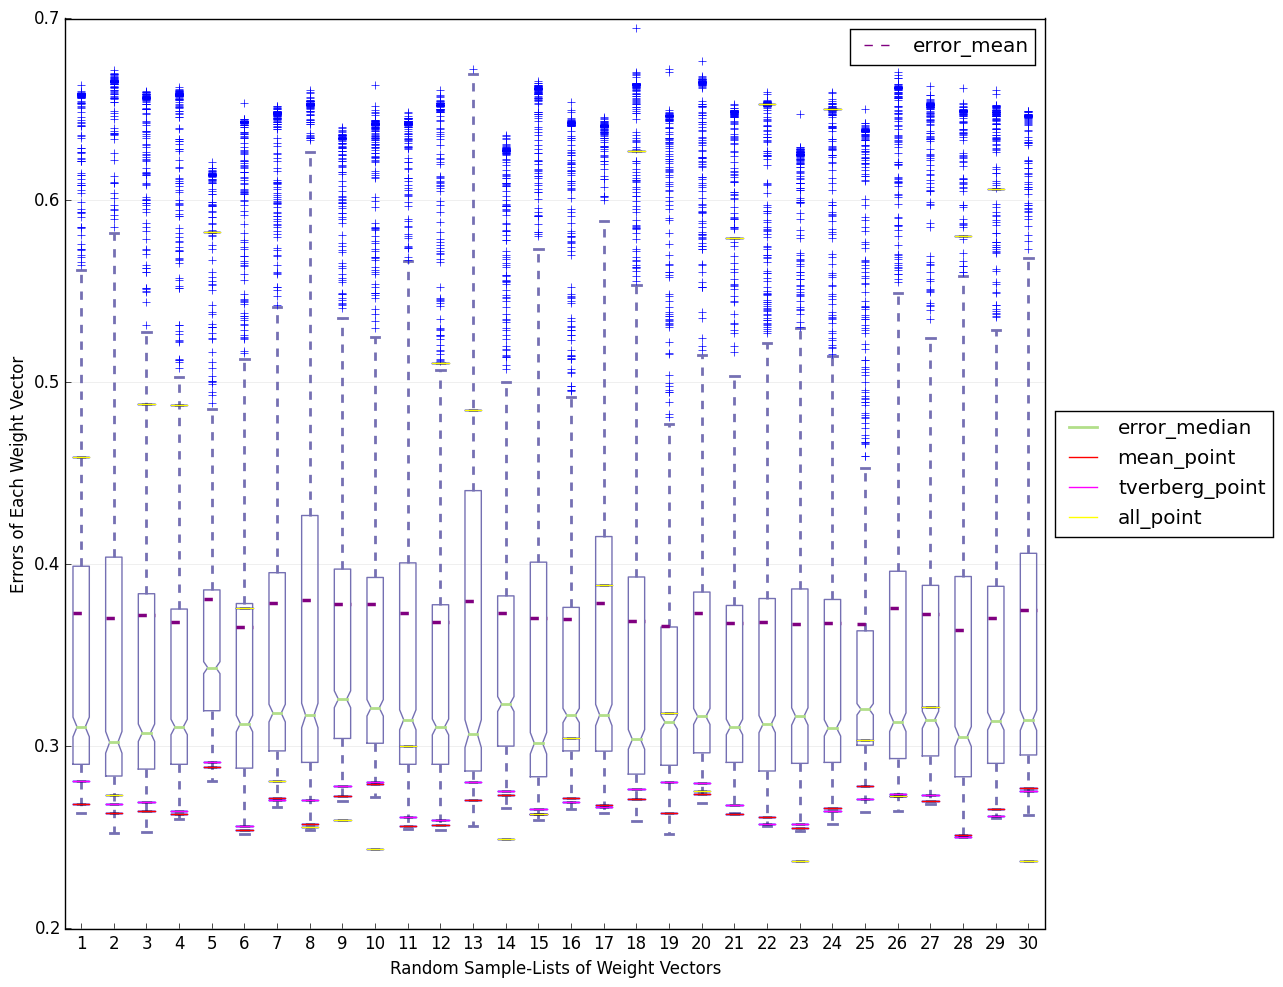 0.7
0.6
0.5
0.4
0.3
0.2
Errors of Each Weight Vector
error_mean
error_median
mean_point
tverberg_point
all_point
1 2 3 4 5 6 7 8 9 10 11 12 13 14 15 16 17 18 19 20 21 22 23 24 25 26 27 28 29 30
Random Sample-Lists of Weight Vectors